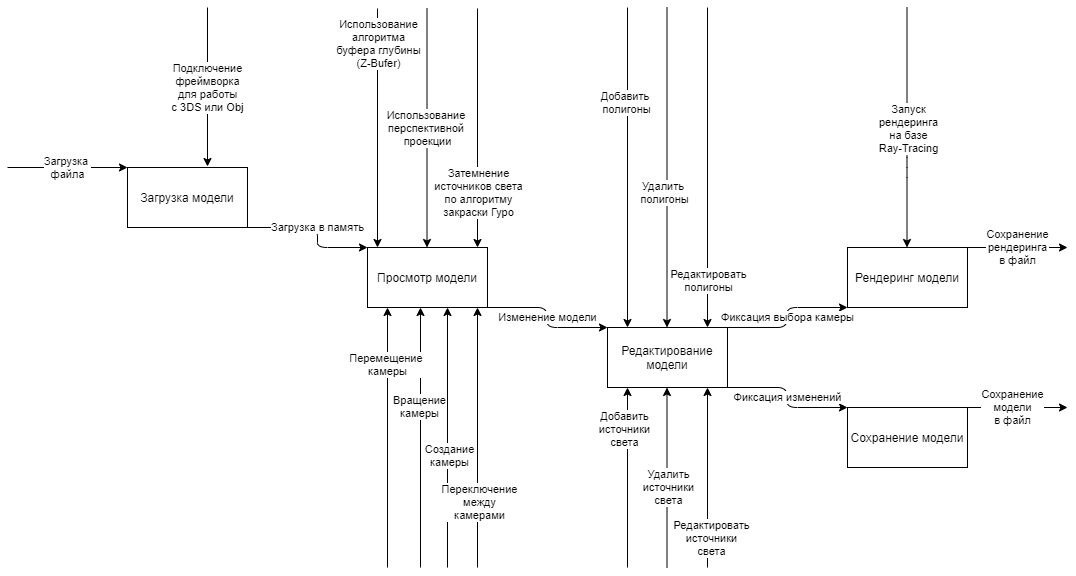 Подключение
фреймворка
для работы
с 3DS или Obj
Загрузка
файла
Загрузка модели
Загрузка в память
Использование
алгоритма
буфера глубины
(Z-Bufer)
Использование
перспективной
проекции
Затемнение
источников света
по алгоритму
закраски Гуро
Просмотр модели
Перемещение
камеры
Вращение
камеры
Создание
камеры
Переключение
между
камерами
Изменение модели
Добавить
полигоны
Удалить
полигоны
Редактировать
полигоны
Редактирование
модели
Добавить
источники
света
Удалить
источники
света
Редактировать
источники
света
Фиксация выбора камеры
Фиксация изменений
Запуск
рендеринга
на базе
Ray-Tracing
Рендеринг модели
Сохранение
рендеринга
в файл
Сохранение модели
Сохранение
модели
в файл